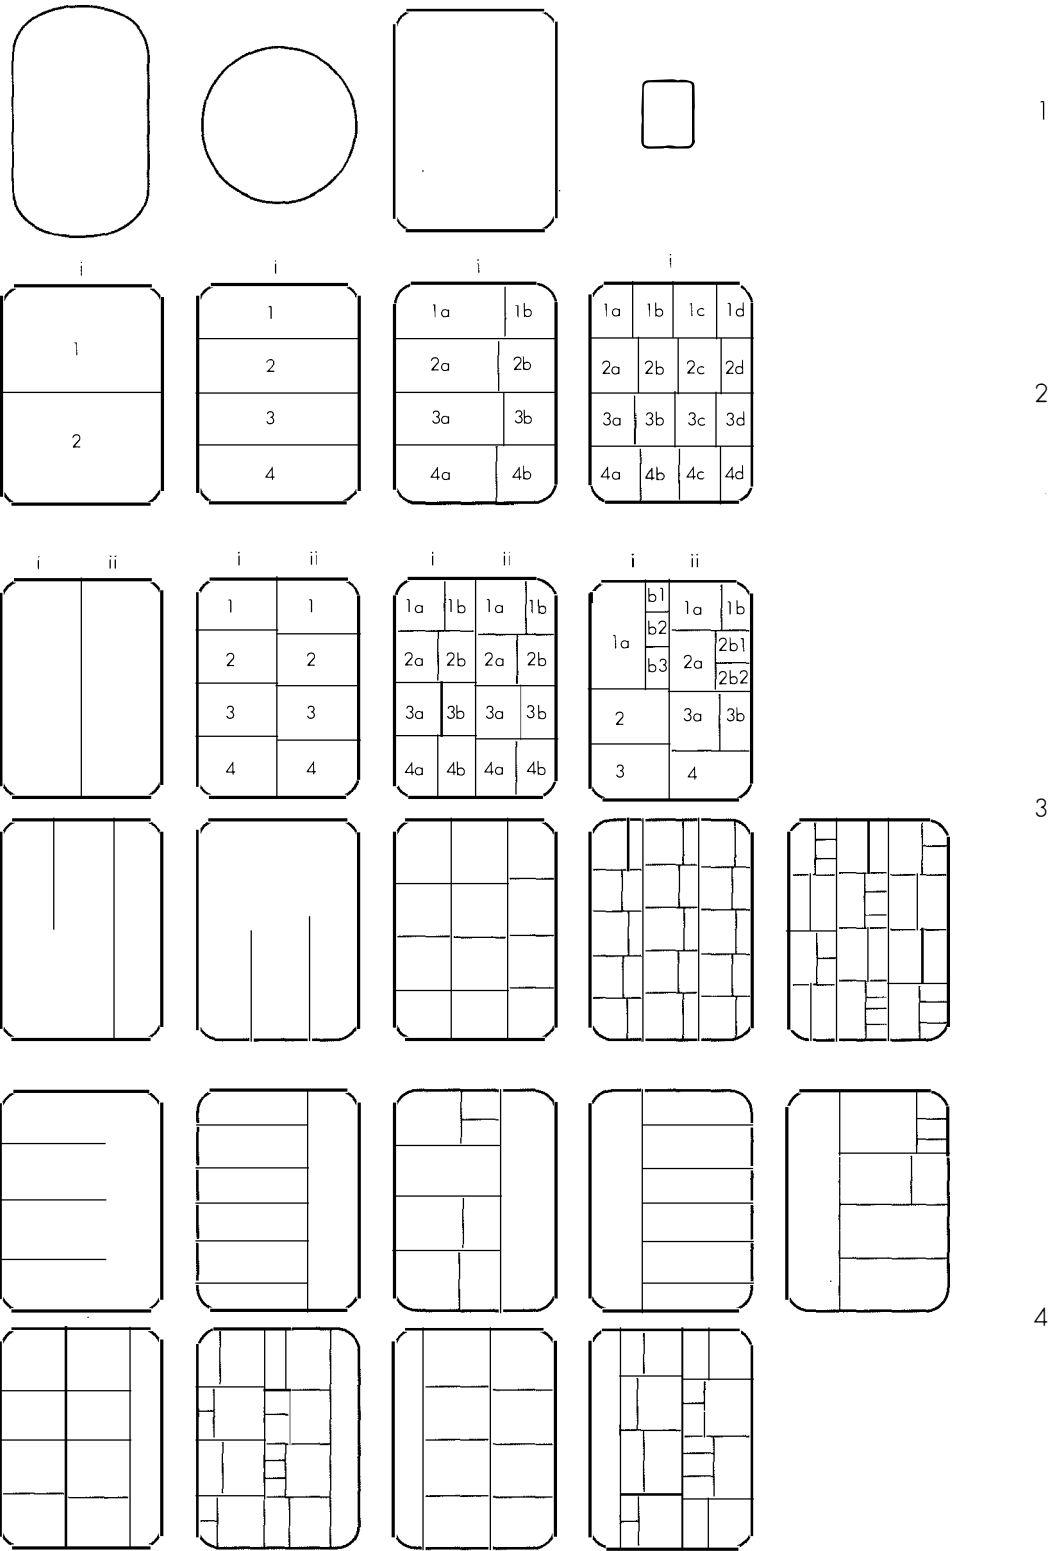 1
i i i i
1 1 1a 1b 1a 1b 1c 1d
2 2a 2b 2a 2b 2c 2d
2
2 3 3a 3b 3a 3b 3c 3d
4 4a 4b 4a 4b 4c 4d
i ii i ii i ii i ii
1 1 1a 1b 1a 1b 1a b1 1a 1b
b2 2b1
2 2 2a 2b 2a 2b b3 2a 2b2
3 3 3a 3b 3a 3b 2 3a 3b
4 4 4a 4b 4a 4b 3 4
3
4